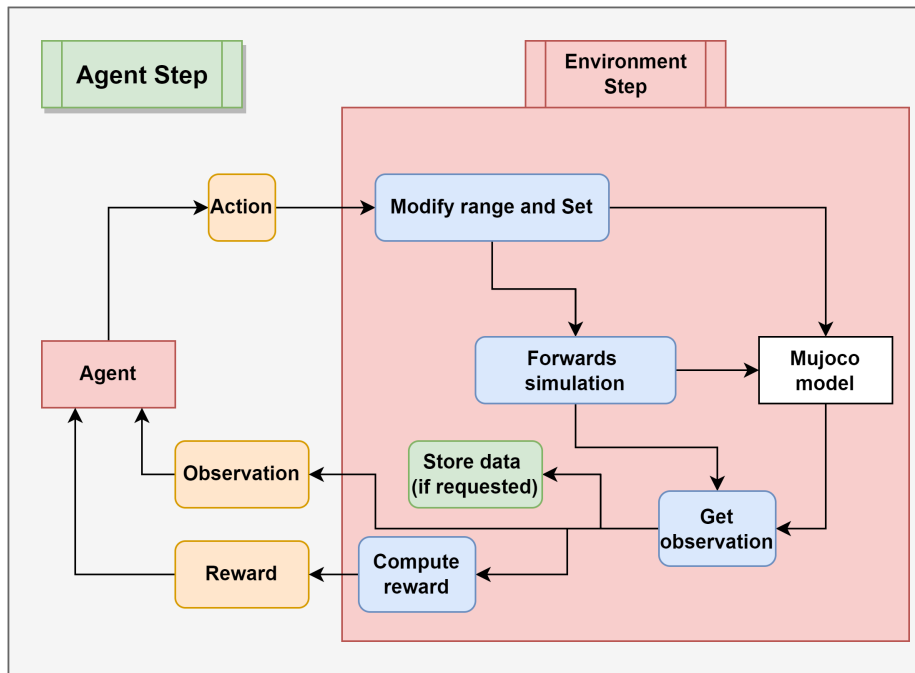 Agent Step
Environment
Step
Action
Modify range and Set
Agent
Forwards
simulation
Mujoco
model
Observation
Store data
(if requested)
Get
observation
Reward
Compute
reward